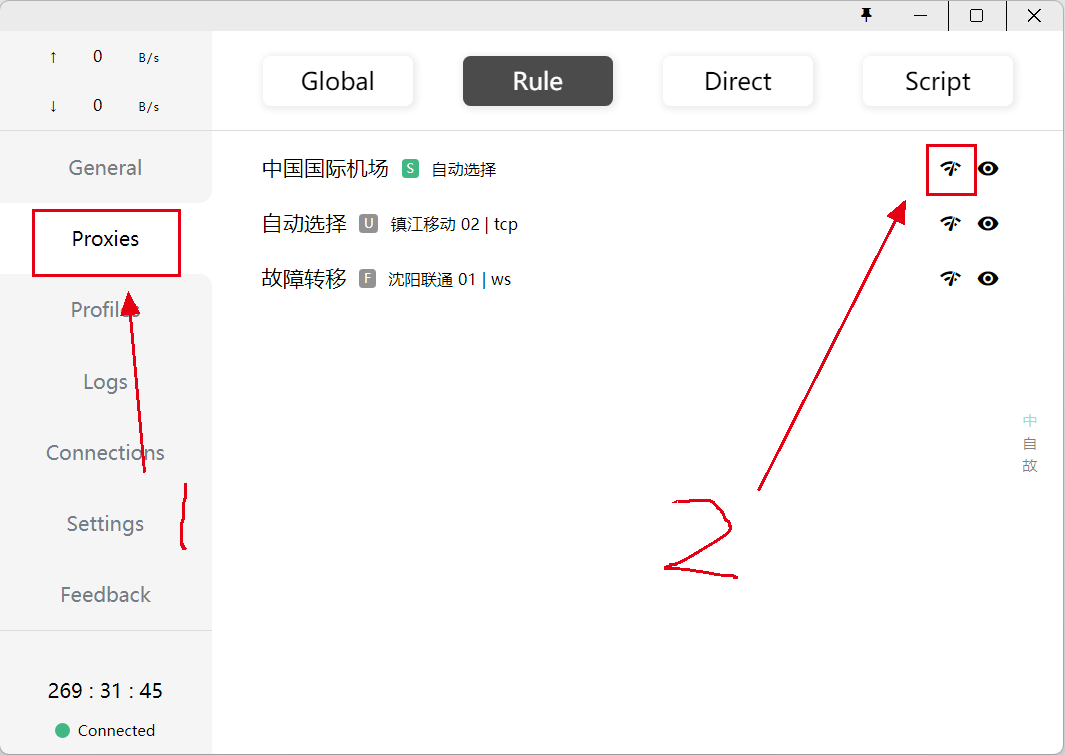 ↑ 0 B/s
↓ 0 B/s
General
Proxies
Profiles
Logs
Connections
Settings
Feedback
269 : 31 : 45
Connected
Global Rule Direct Script
中国国际机场 S 自动选择
自动选择 U 镇江移动 02 | tcp
故障转移 F 沈阳联通 01 | ws
中
自
故
1
2